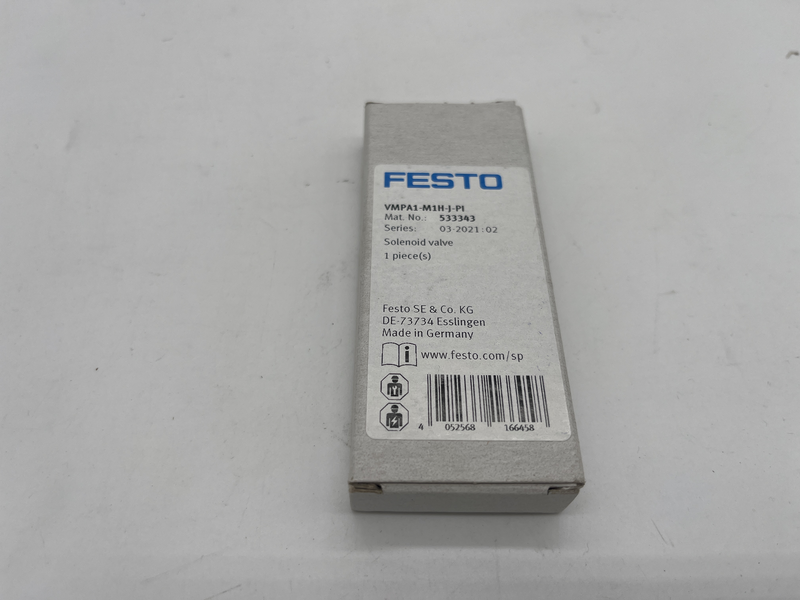 FESTO
VMPA1-M1H-J-PI
Mat. No.: 533343
Series: 03-2021:02
Solenoid valve
1 piece(s)
Festo SE & Co. KG
DE-73734 Esslingen
Made in Germany
i www.festo.com/sp
4 052568 166458